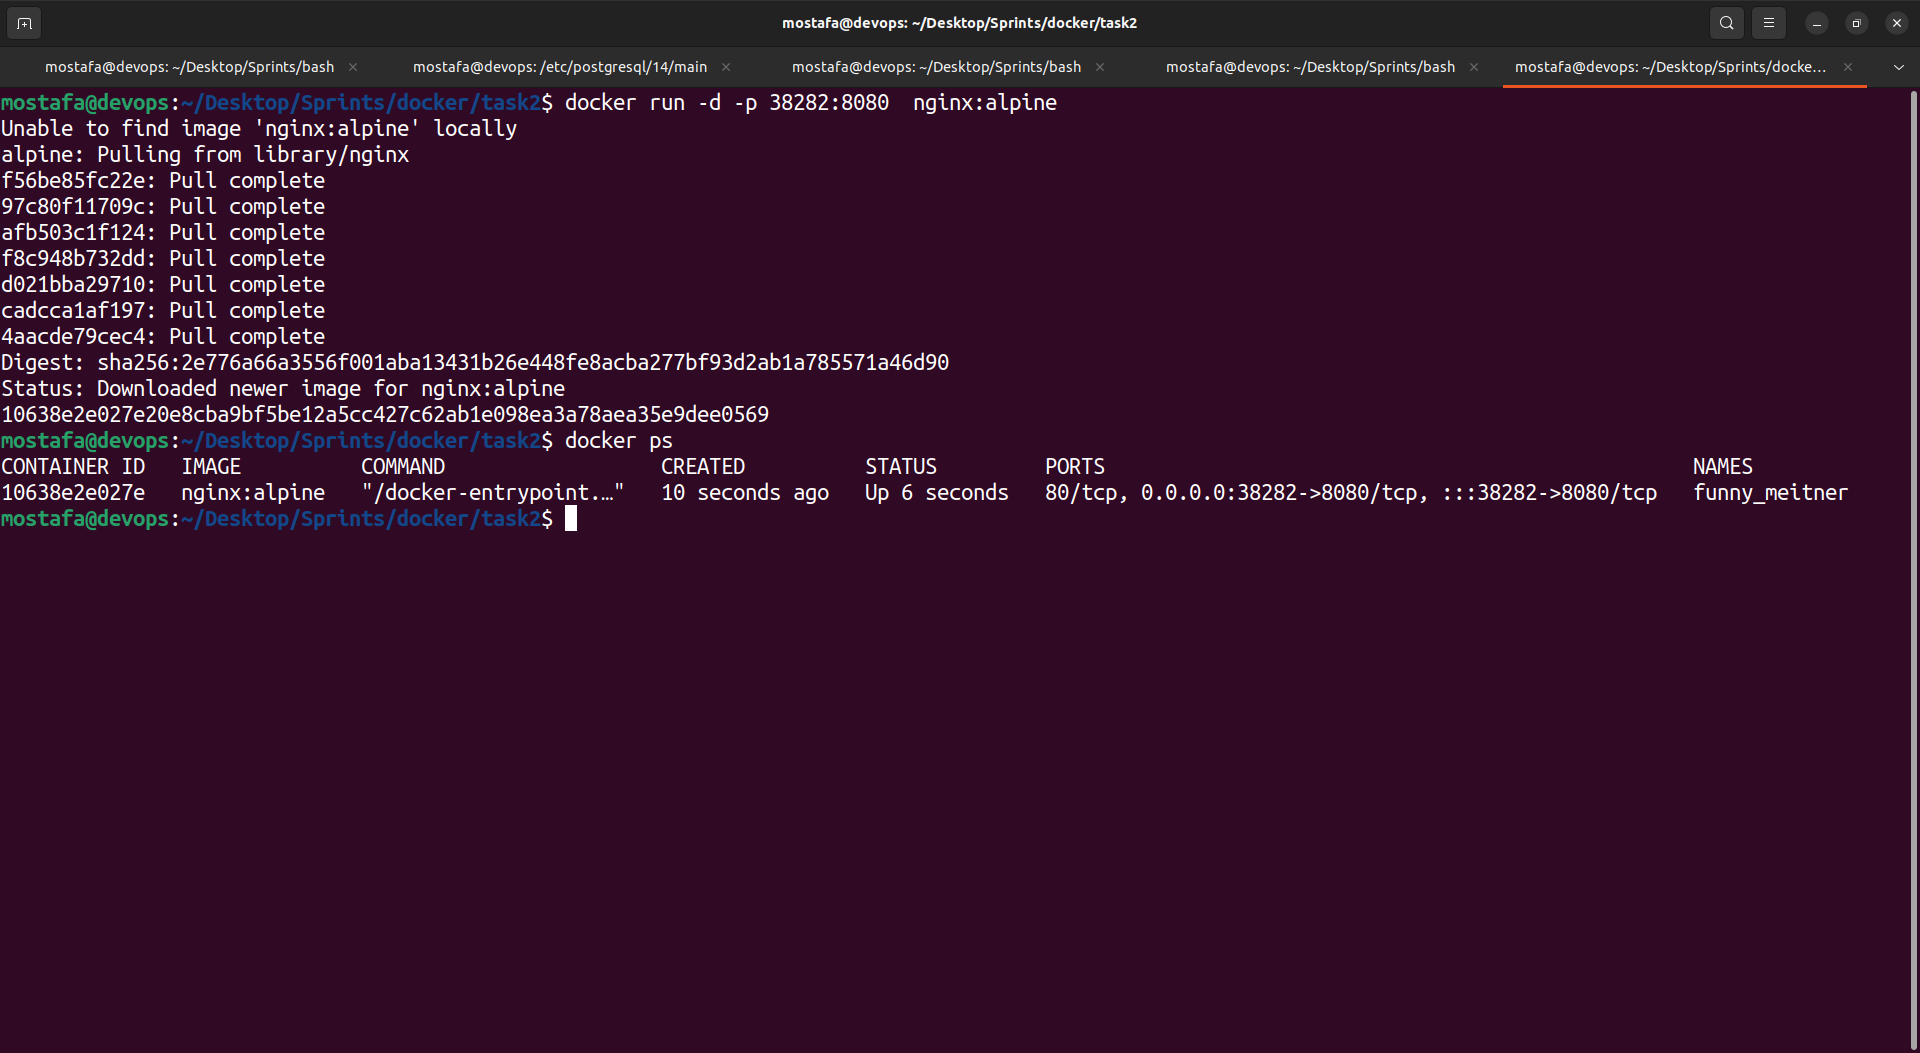 mostafa@devops: ~/Desktop/Sprints/docker/task2
mostafa@devops: ~/Desktop/Sprints/bash mostafa@devops: /etc/postgresql/14/main mostafa@devops: ~/Desktop/Sprints/bash mostafa@devops: ~/Desktop/Sprints/bash mostafa@devops: ~/Desktop/Sprints/docke...
mostafa@devops:~/Desktop/Sprints/docker/task2$ docker run -d -p 38282:8080  nginx:alpine
Unable to find image 'nginx:alpine' locally
alpine: Pulling from library/nginx
f56be85fc22e: Pull complete
97c80f11709c: Pull complete
afb503c1f124: Pull complete
f8c948b732dd: Pull complete
d021bba29710: Pull complete
cadcca1af197: Pull complete
4aacde79cec4: Pull complete
Digest: sha256:2e776a66a3556f001aba13431b26e448fe8acba277bf93d2ab1a785571a46d90
Status: Downloaded newer image for nginx:alpine
10638e2e027e20e8cba9bf5be12a5cc427c62ab1e098ea3a78aea35e9dee0569
mostafa@devops:~/Desktop/Sprints/docker/task2$ docker ps
CONTAINER ID   IMAGE          COMMAND                  CREATED          STATUS         PORTS                                                 NAMES
10638e2e027e   nginx:alpine   "/docker-entrypoint.…"   10 seconds ago   Up 6 seconds   80/tcp, 0.0.0.0:38282->8080/tcp, :::38282->8080/tcp   funny_meitner
mostafa@devops:~/Desktop/Sprints/docker/task2$